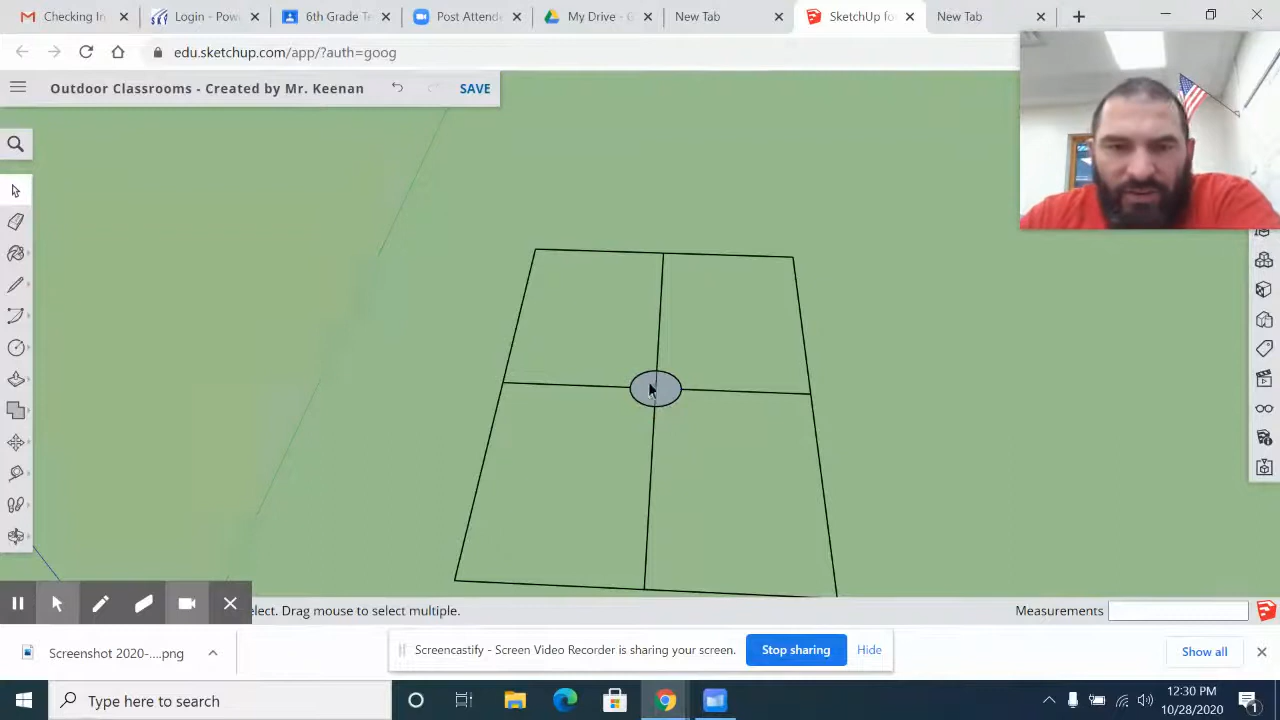 Checking H
Login - Pow
6th Grade Te
Post Attend
My Drive - G
New Tab
SketchUp fo
New Tab
edu.sketchup.com/app/?auth=goog
Outdoor Classrooms - Created by Mr. Keenan
SAVE
elect. Drag mouse to select multiple.
Measurements
Screenshot 2020-....png
Screencastify - Screen Video Recorder is sharing your screen.
Stop sharing
Hide
Show all
Type here to search
12:30 PM
10/28/2020
1